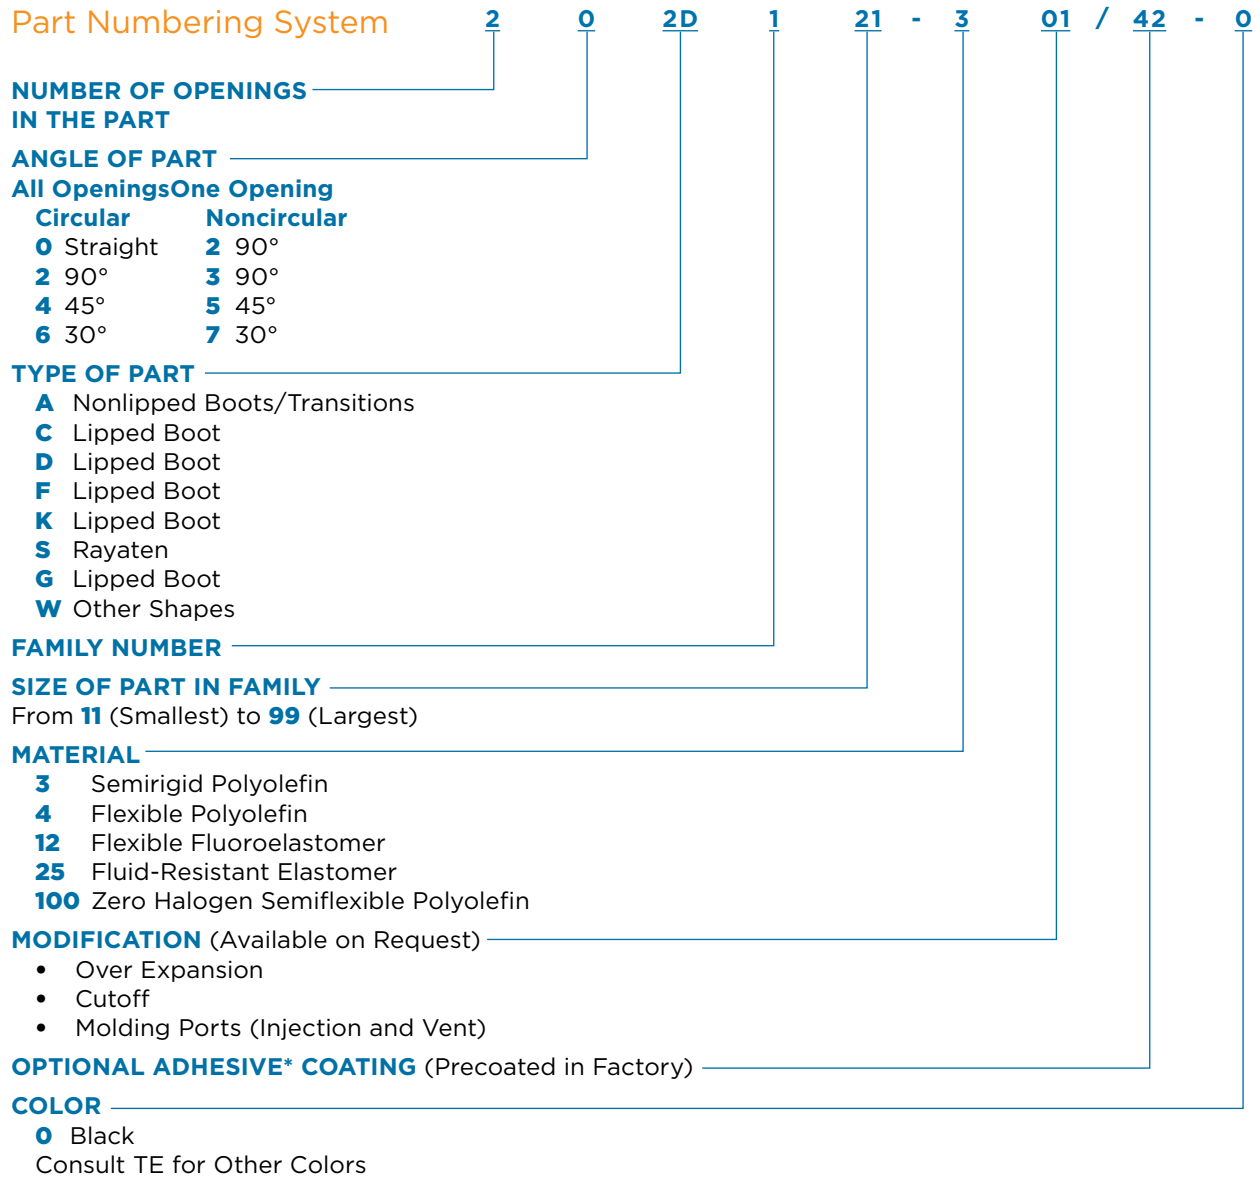 Part Numbering System 2 0 2D 1 21 - 3 01 / 42 - 0
NUMBER OF OPENINGS
IN THE PART
ANGLE OF PART
All OpeningsOne Opening
Circular Noncircular
0 Straight 2 90°
2 90° 3 90°
4 45° 5 45°
6 30° 7 30°
TYPE OF PART
A Nonlipped Boots/Transitions
C Lipped Boot
D Lipped Boot
F Lipped Boot
K Lipped Boot
S Rayaten
G Lipped Boot
W Other Shapes
FAMILY NUMBER
SIZE OF PART IN FAMILY
From 11 (Smallest) to 99 (Largest)
MATERIAL
3 Semirigid Polyolefin
4 Flexible Polyolefin
12 Flexible Fluoroelastomer
25 Fluid-Resistant Elastomer
100 Zero Halogen Semiflexible Polyolefin
MODIFICATION (Available on Request)
• Over Expansion
• Cutoff
• Molding Ports (Injection and Vent)
OPTIONAL ADHESIVE* COATING (Precoated in Factory)
COLOR
0 Black
Consult TE for Other Colors